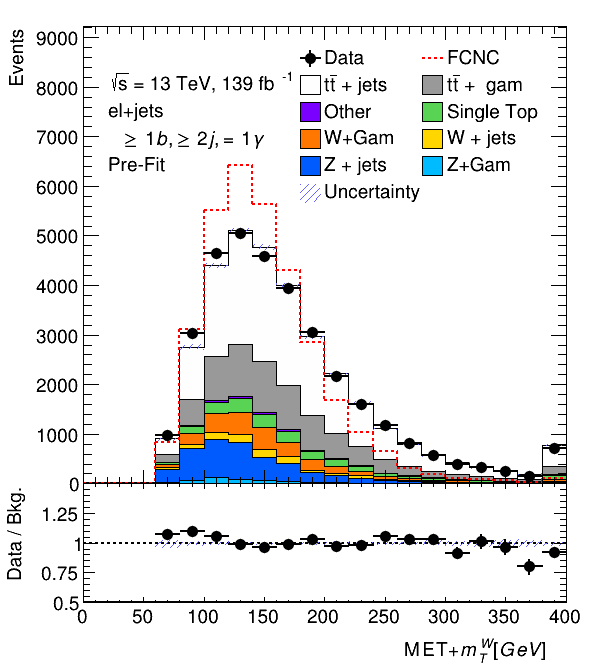 Events
9000
8000
7000
6000
5000
4000
3000
2000
1000
0
√s = 13 TeV, 139 fb⁻¹
el+jets
≥ 1b, ≥ 2j, = 1γ
Pre-Fit
Data
FCNC
tt̄ + jets
tt̄ + gam
Other
Single Top
W+Gam
W + jets
Z + jets
Z+Gam
Uncertainty
Data / Bkg.
1.25
1
0.75
0.5
0 50 100 150 200 250 300 350 400
MET+m_T^W [GeV]